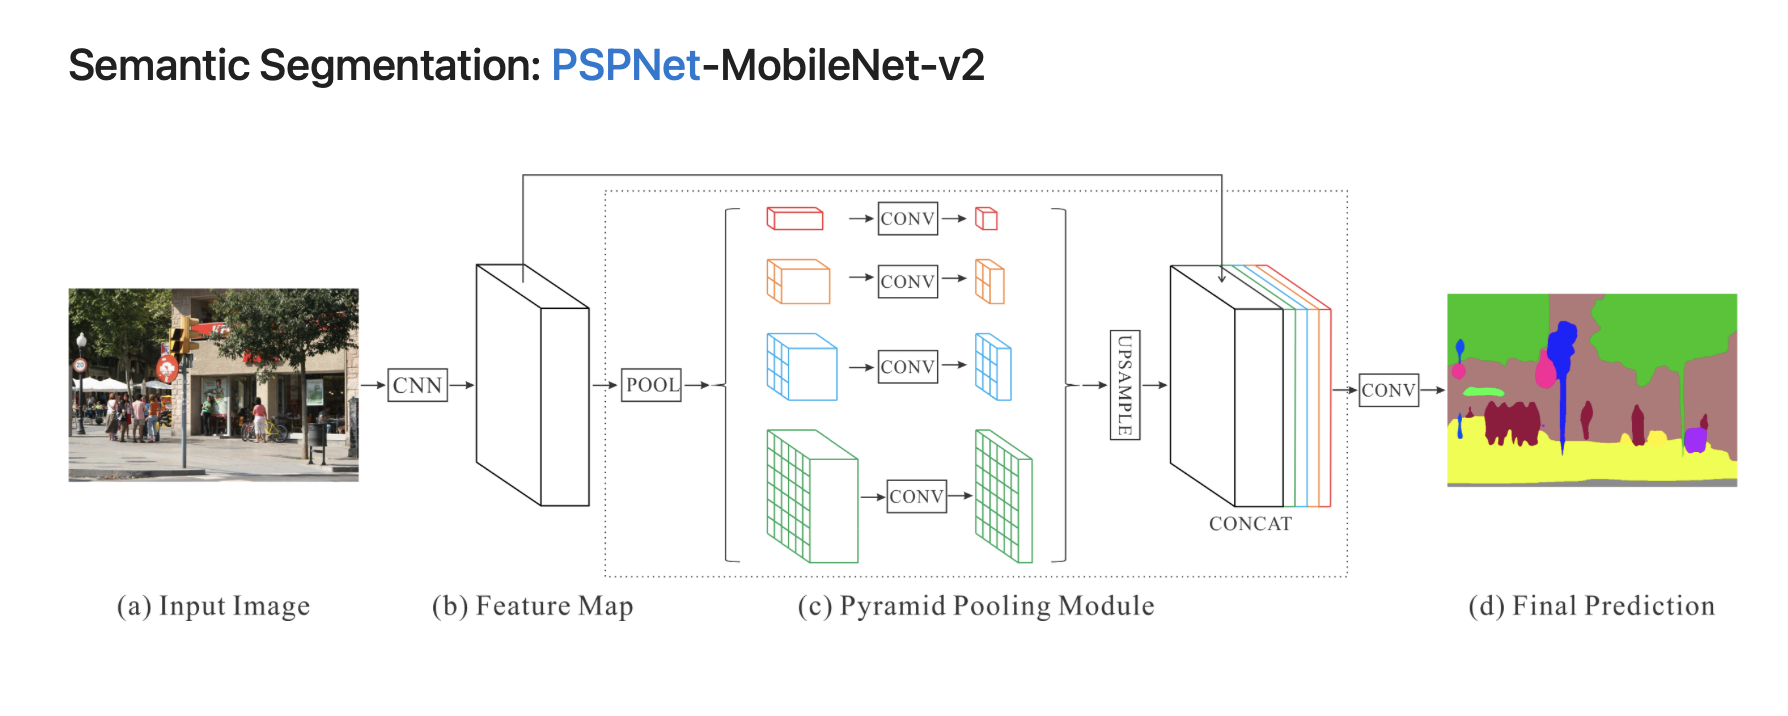 Semantic Segmentation: PSPNet-MobileNet-v2
CNN
POOL
CONV
CONV
CONV
CONV
UPSAMPLE
CONCAT
CONV
(a) Input Image
(b) Feature Map
(c) Pyramid Pooling Module
(d) Final Prediction